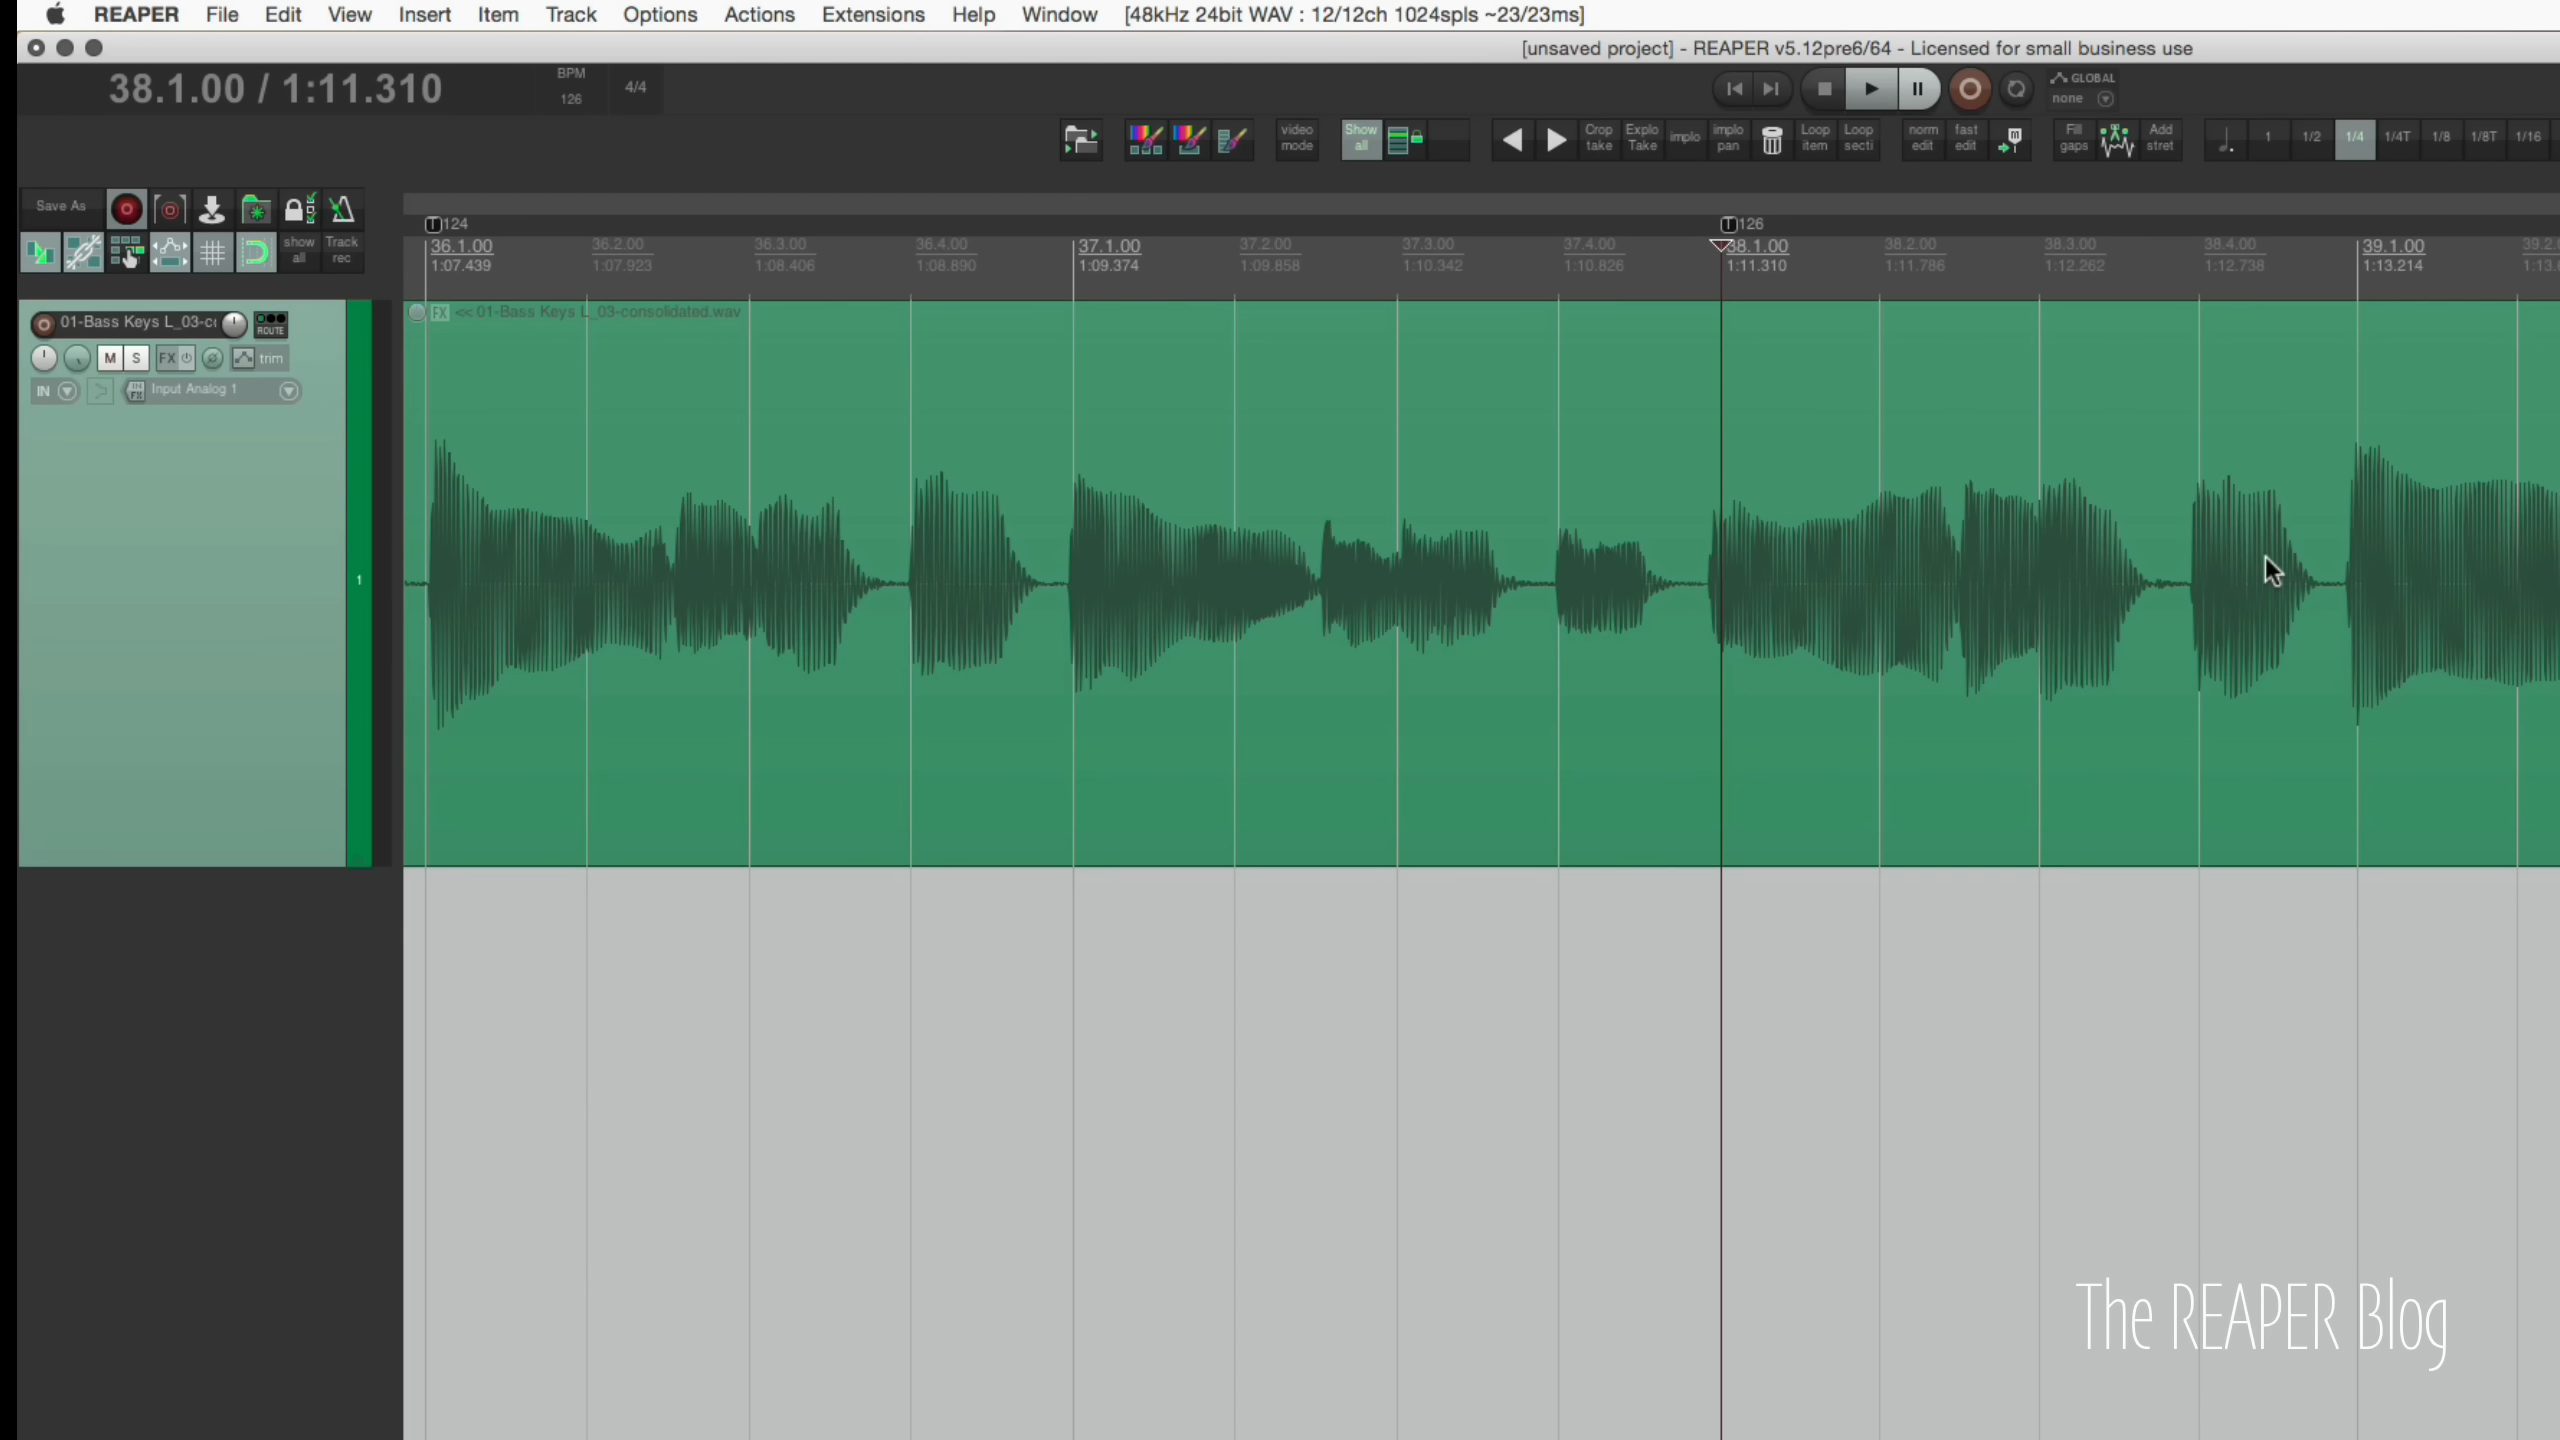 REAPER File Edit View Insert Item Track Options Actions Extensions Help Window [48kHz 24bit WAV : 12/12ch 1024spls ~23/23ms]
[unsaved project] - REAPER v5.12pre6/64 - Licensed for small business use
38.1.00 / 1:11.310
BPM
126
4/4
GLOBAL
none
video mode
Show all
Crop take
Explo Take
implo
implo pan
Loop item
Loop secti
norm edit
fast edit
Fill gaps
Add stret
1 1/2 1/4 1/4T 1/8 1/8T 1/16
Save As
show all
Track rec
124
126
36.1.00 36.2.00 36.3.00 36.4.00 37.1.00 37.2.00 37.3.00 37.4.00 38.1.00 38.2.00 38.3.00 38.4.00 39.1.00
1:07.439 1:07.923 1:08.406 1:08.890 1:09.374 1:09.858 1:10.342 1:10.826 1:11.310 1:11.786 1:12.262 1:12.738 1:13.214
FX << 01-Bass Keys L_03-consolidated.wav
01-Bass Keys L_03-c
ROUTE
M S FX trim
IN IN FX Input Analog 1
1
The REAPER Blog